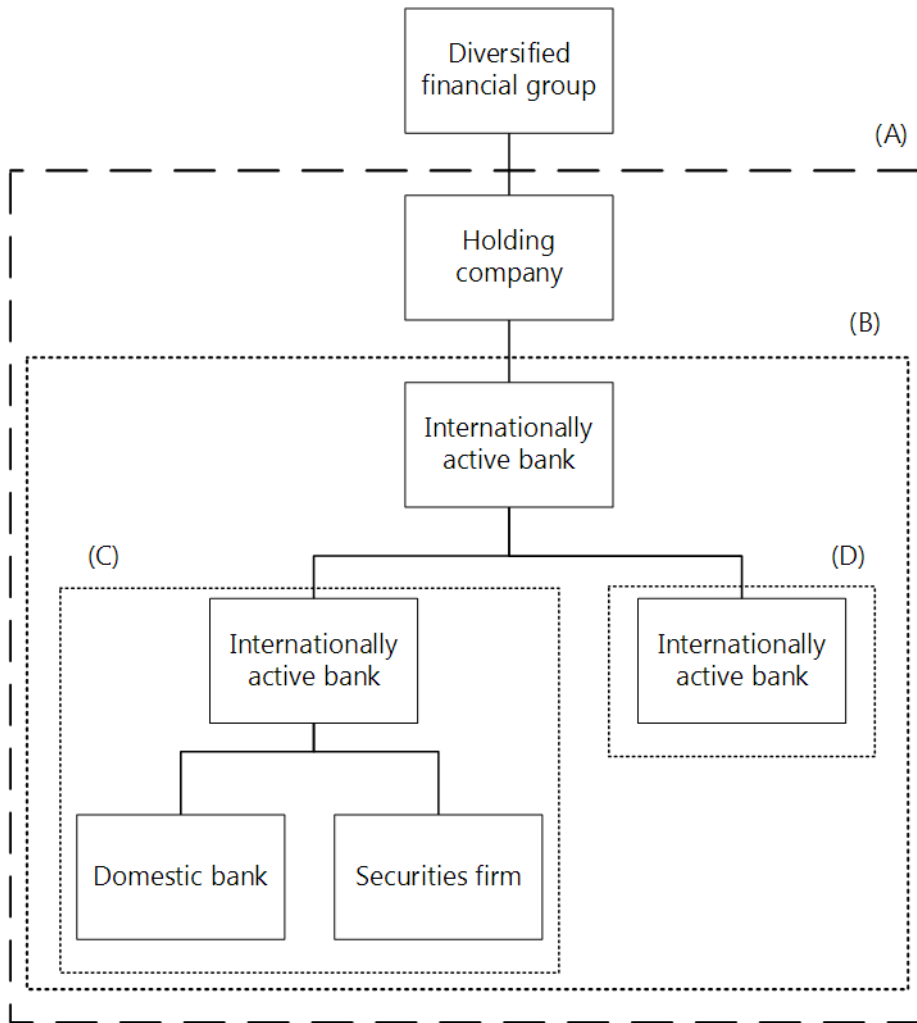 Diversified
financial group
(A)
Holding
company
(B)
Internationally
active bank
(C)
(D)
Internationally
active bank
Internationally
active bank
Domestic bank
Securities firm